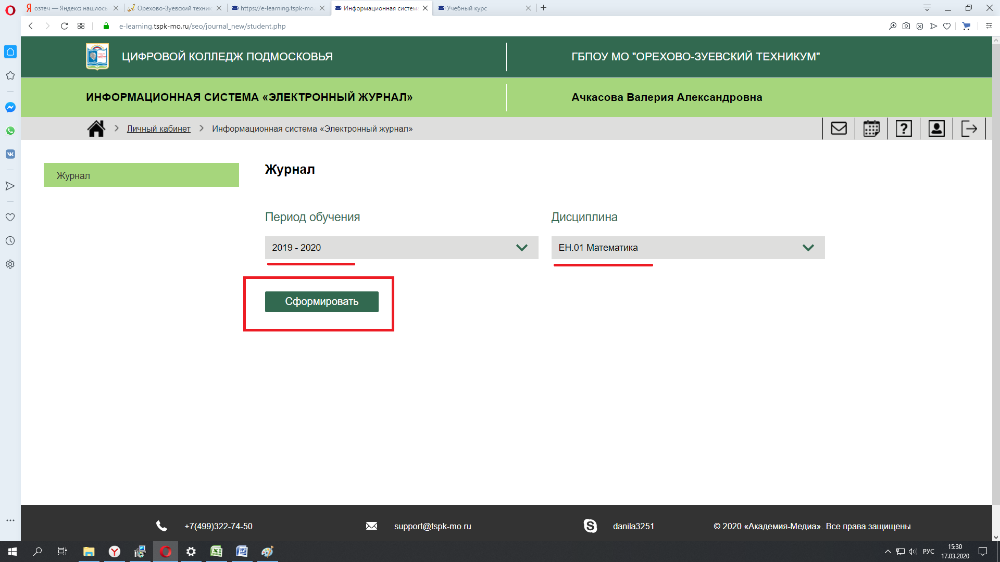 озтеч — Яндекс: нашлось
Орехово-Зуевский техник
https://e-learning.tspk-mo.
Информационная систем
Учебный курс
e-learning.tspk-mo.ru/seo/journal_new/student.php
ЦИФРОВОЙ КОЛЛЕДЖ ПОДМОСКОВЬЯ
ГБПОУ МО "ОРЕХОВО-ЗУЕВСКИЙ ТЕХНИКУМ"
ИНФОРМАЦИОННАЯ СИСТЕМА «ЭЛЕКТРОННЫЙ ЖУРНАЛ»
Ачкасова Валерия Александровна
Личный кабинет
Информационная система «Электронный журнал»
Журнал
Журнал
Период обучения
Дисциплина
2019 - 2020
ЕН.01 Математика
Сформировать
+7(499)322-74-50
support@tspk-mo.ru
danila3251
© 2020 «Академия-Медиа». Все права защищены
РУС
15:30
17.03.2020